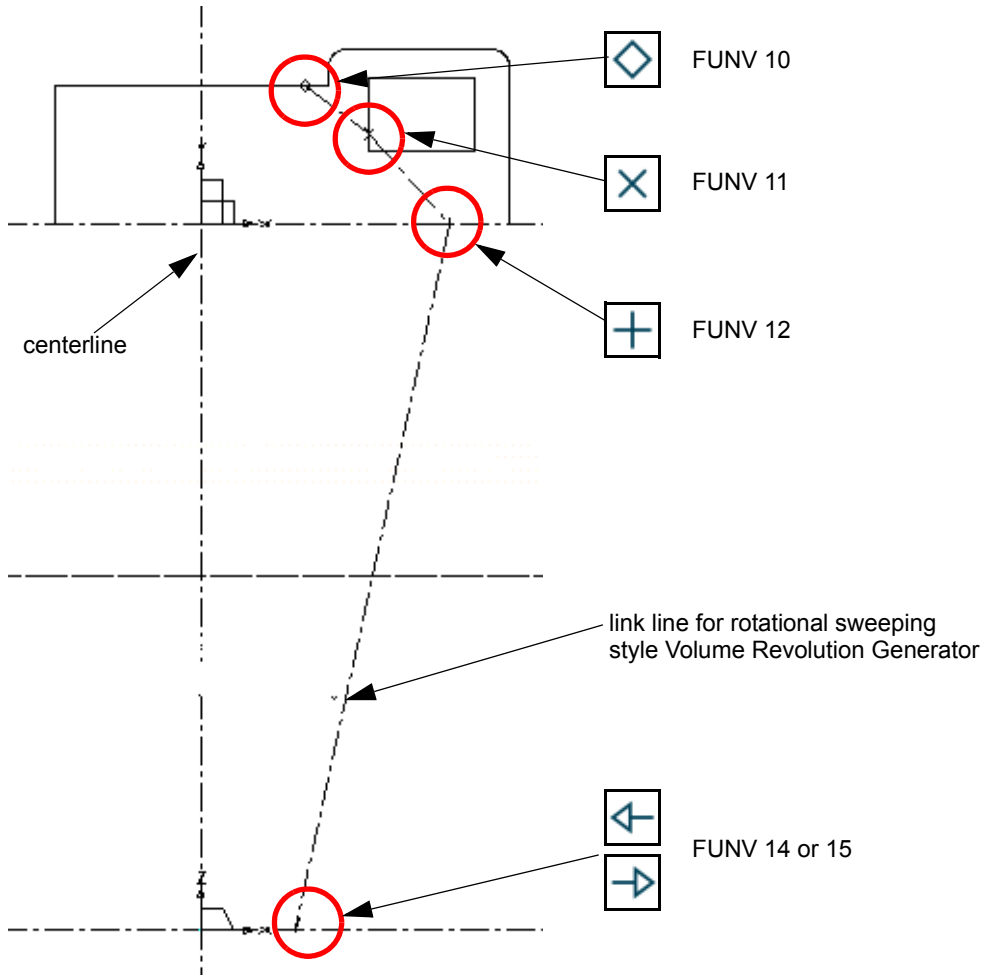 FUNV 10
FUNV 11
FUNV 12
centerline
link line for rotational sweeping
style Volume Revolution Generator
FUNV 14 or 15